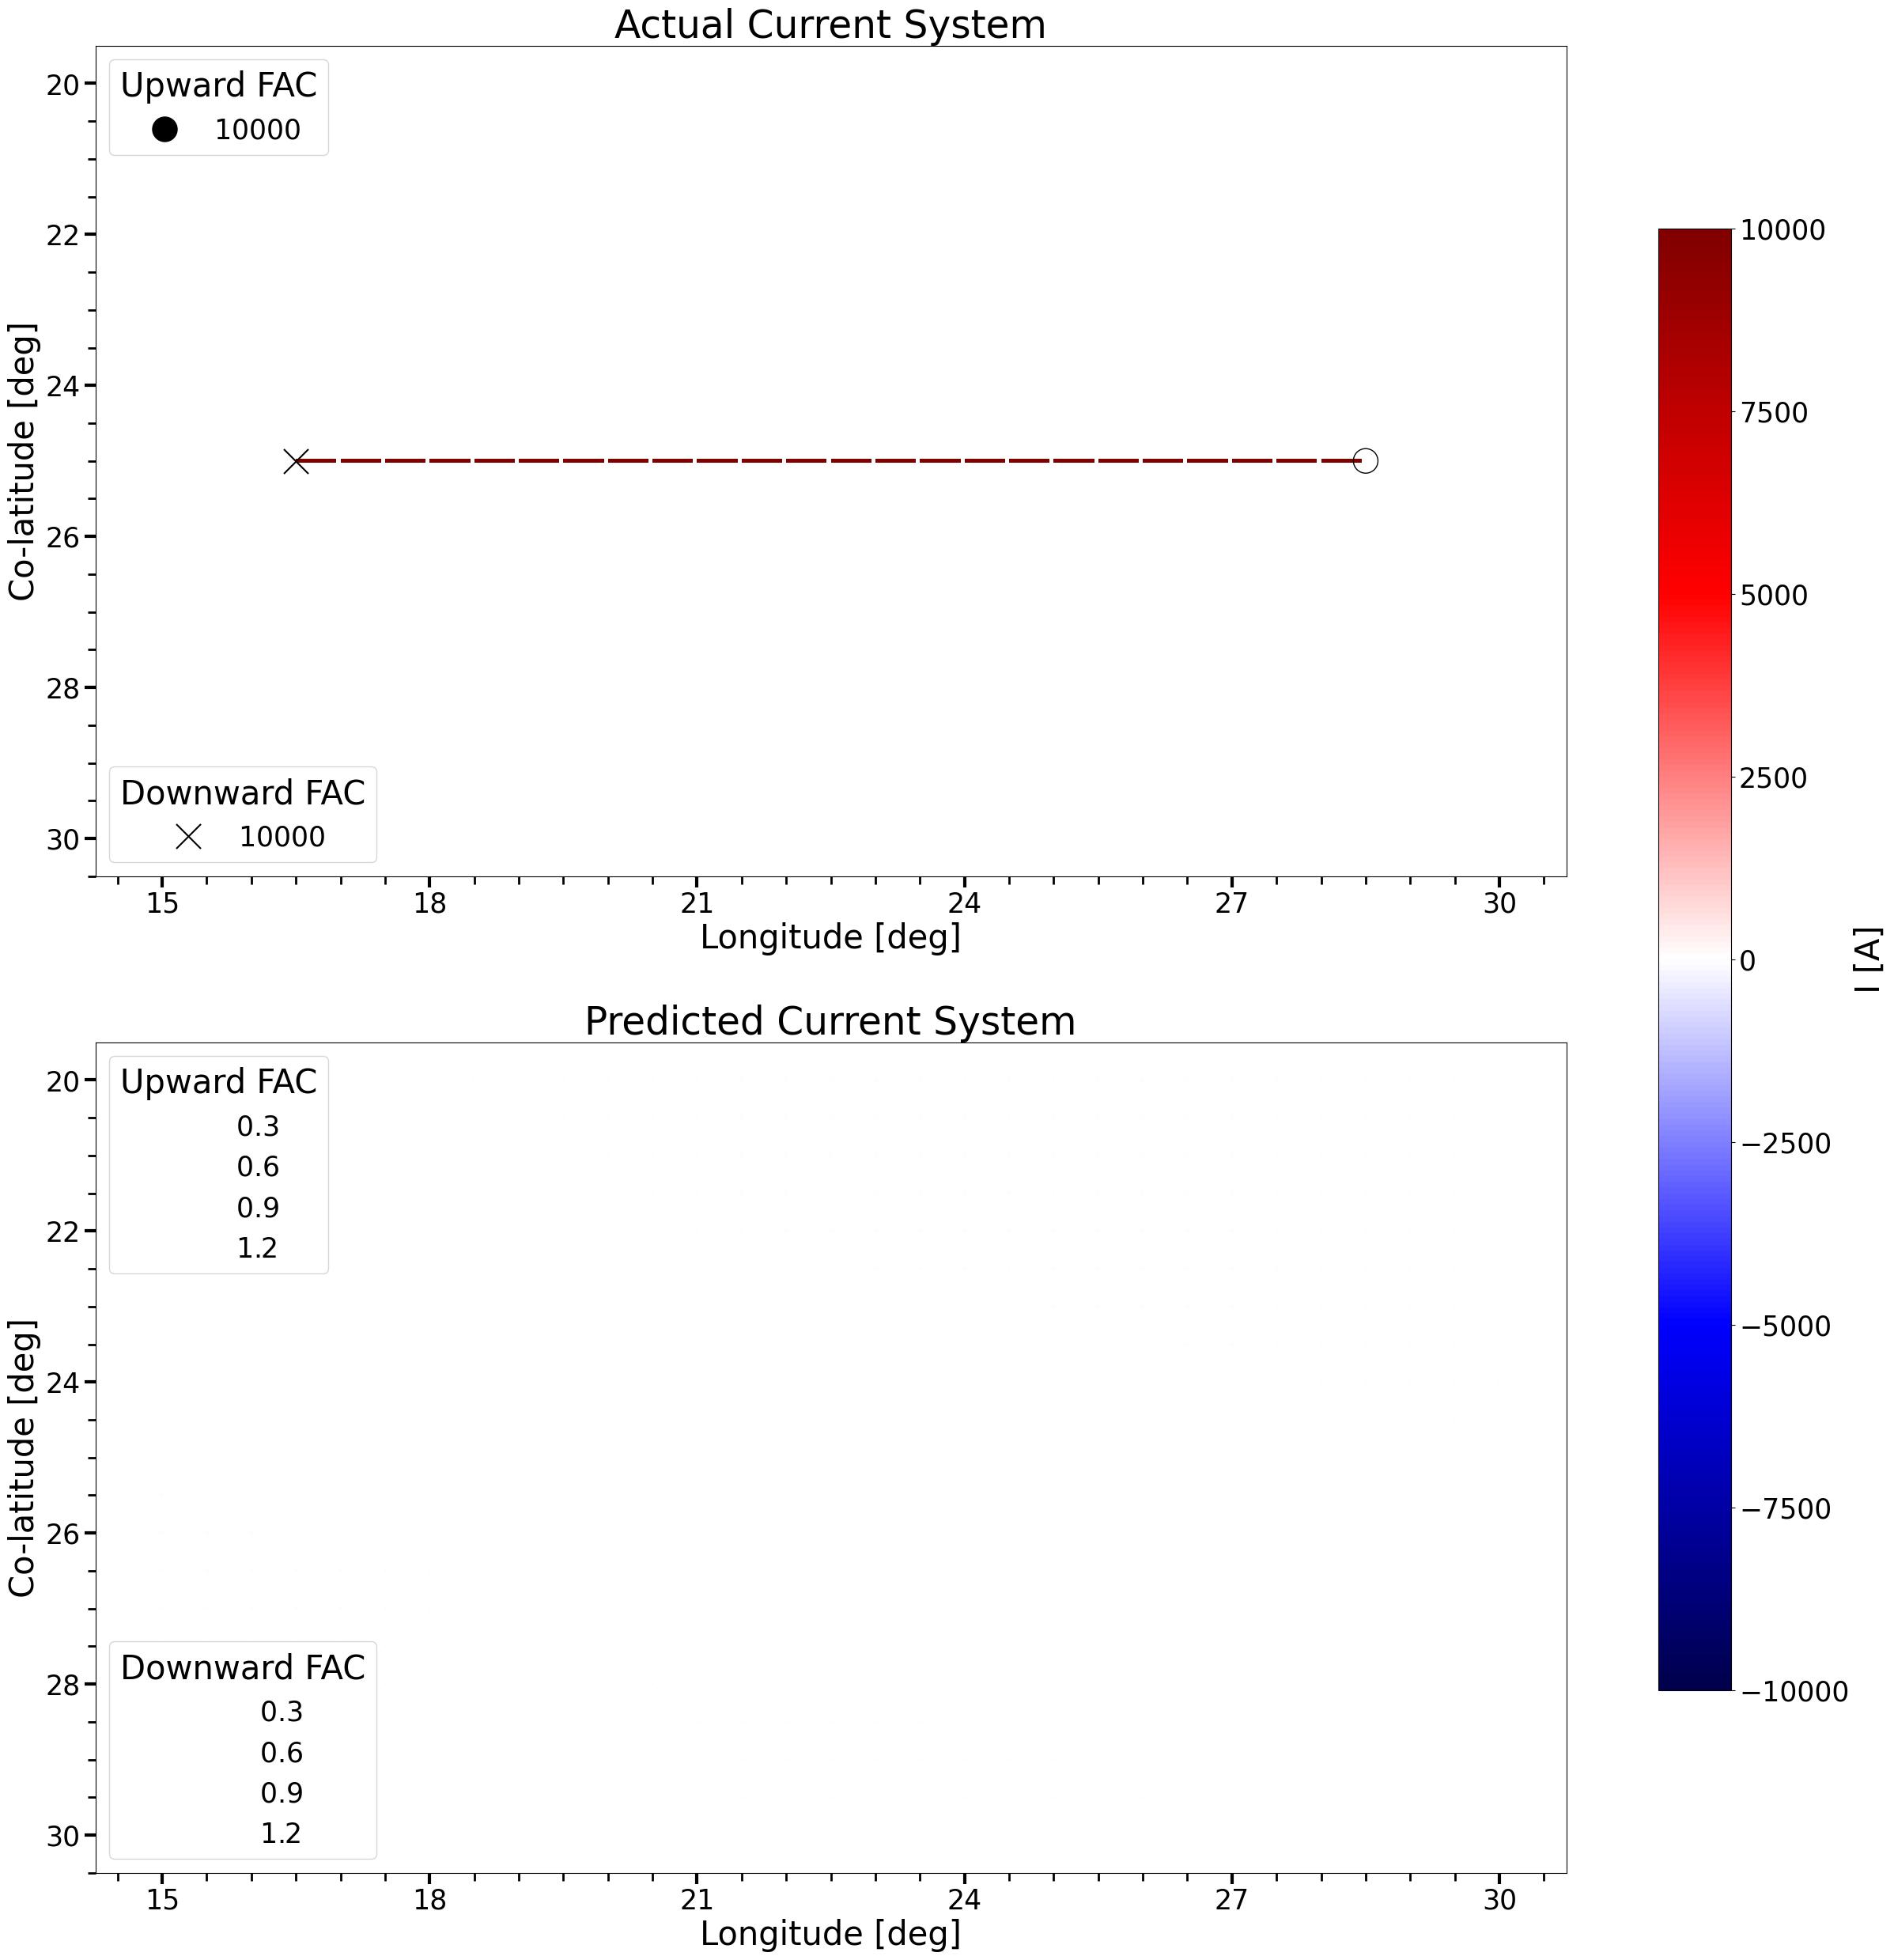 Actual Current System
Upward FAC
10000
Downward FAC
10000
20
22
24
26
28
30
Co-latitude [deg]
15 18 21 24 27 30
Longitude [deg]
Predicted Current System
Upward FAC
0.3
0.6
0.9
1.2
Downward FAC
0.3
0.6
0.9
1.2
20
22
24
26
28
30
Co-latitude [deg]
15 18 21 24 27 30
Longitude [deg]
10000
7500
5000
2500
0
−2500
−5000
−7500
−10000
I [A]